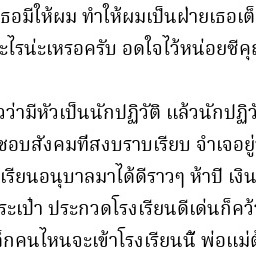 ธอมีให้ผม ทำให้ผมเป็นฝ่ายเธอเต็
ะไรน่ะเหรอครับ อดใจไว้หน่อยซีคุณ
ว่ามีหัวเป็นนักปฏิวัติ แล้วนักปฏิวั
ชอบสังคมที่สงบราบเรียบ จำเจอยู่
เรียนอนุบาลมาได้ดีราวๆ ห้าปี เงิน
ระเป๋า ประกวดโรงเรียนดีเด่นก็คว้
ด็กคนไหนจะเข้าโรงเรียนนี้ พ่อแม่ต้